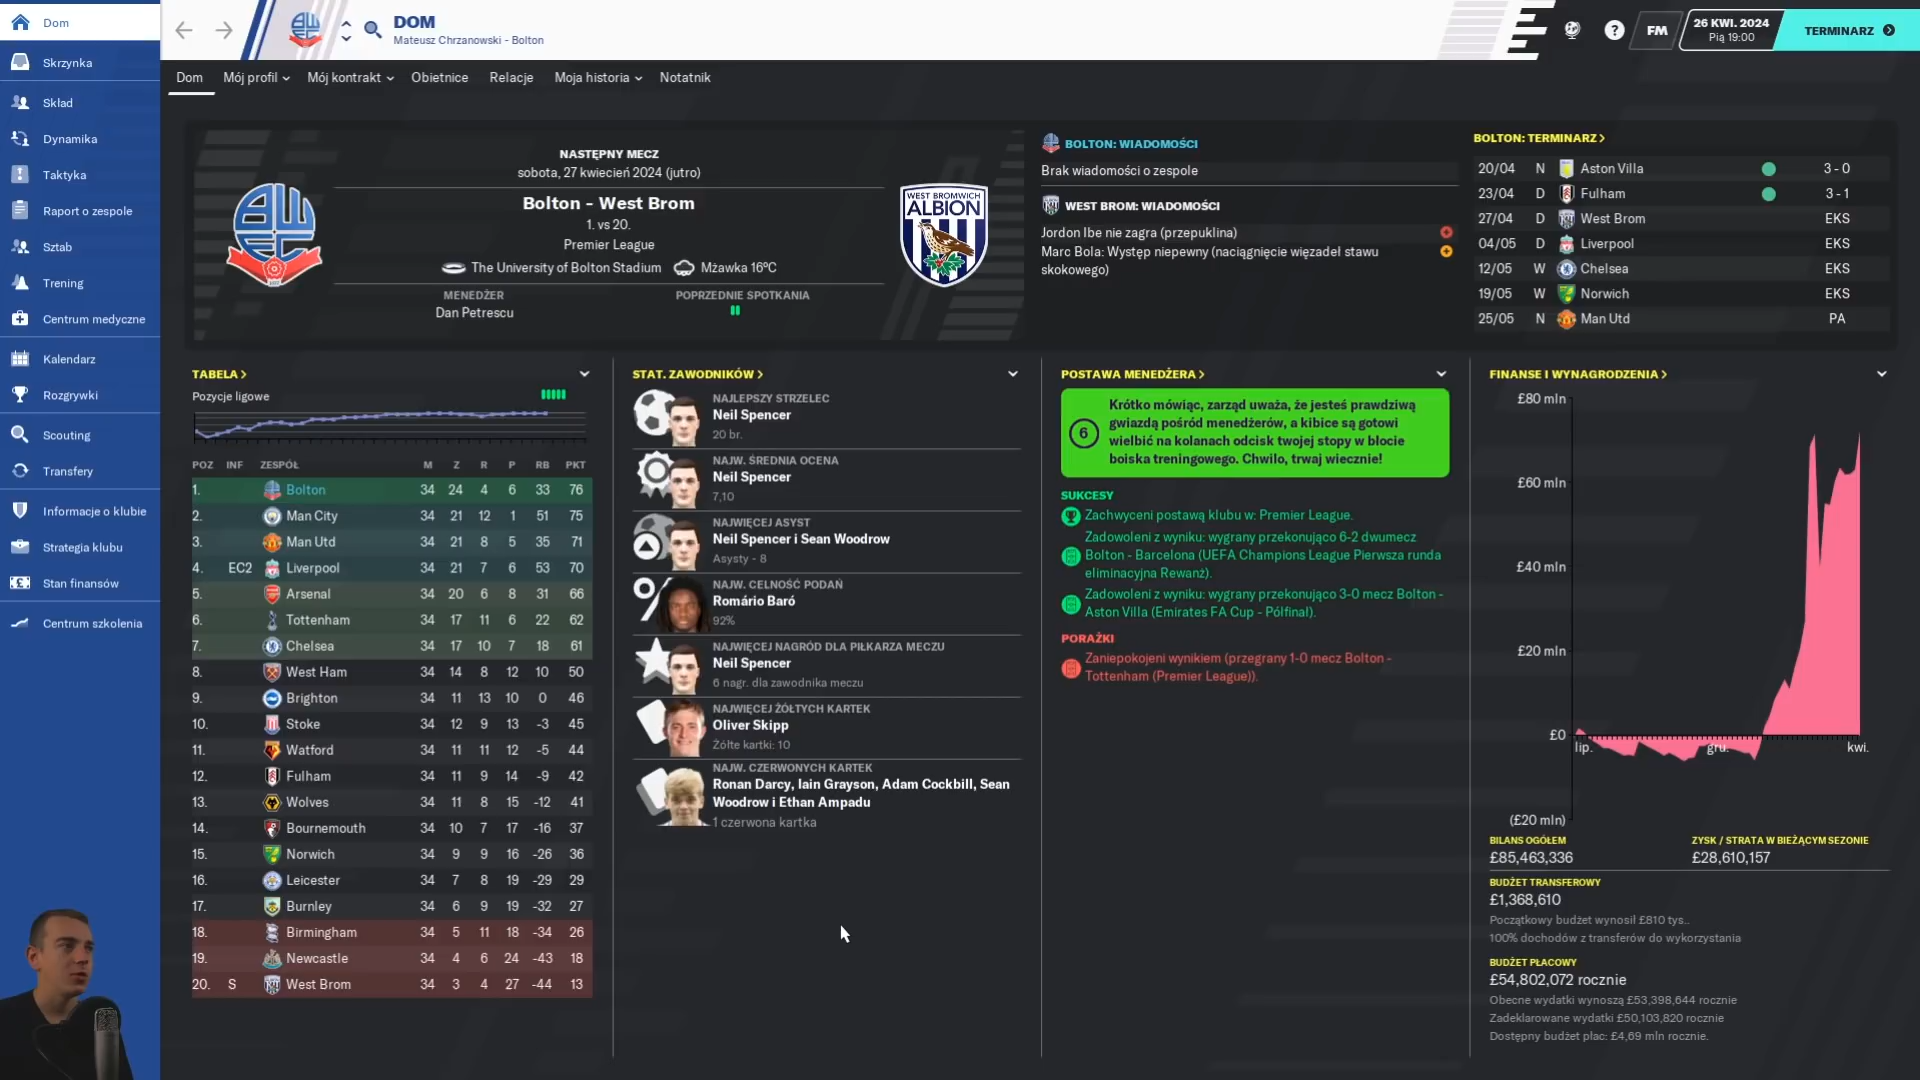 Dom
Skrzynka
Skład
Dynamika
Taktyka
Raport o zespole
Sztab
Trening
Centrum medyczne
Kalendarz
Rozgrywki
Scouting
Transfery
Informacje o klubie
Strategia klubu
Stan finansów
Centrum szkolenia
DOM
Mateusz Chrzanowski - Bolton
?
FM
26 KWI. 2024
Pią 19:00
TERMINARZ
Dom
Mój profil
Mój kontrakt
Obietnice
Relacje
Moja historia
Notatnik
NASTĘPNY MECZ
sobota, 27 kwiecień 2024 (jutro)
Bolton - West Brom
1. vs 20.
Premier League
The University of Bolton Stadium
Mżawka 16°C
MENEDŻER
Dan Petrescu
POPRZEDNIE SPOTKANIA
WEST BROMWICH
ALBION
BOLTON: WIADOMOŚCI
Brak wiadomości o zespole
WEST BROM: WIADOMOŚCI
Jordon Ibe nie zagra (przepuklina)
Marc Bola: Występ niepewny (naciągnięcie więzadeł stawu
skokowego)
BOLTON: TERMINARZ
20/04 N Aston Villa 3 - 0
23/04 D Fulham 3 - 1
27/04 D West Brom EKS
04/05 D Liverpool EKS
12/05 W Chelsea EKS
19/05 W Norwich EKS
25/05 N Man Utd PA
TABELA
Pozycje ligowe
POZ INF ZESPÓŁ M Z R P RB PKT
1. Bolton 34 24 4 6 33 76
2. Man City 34 21 12 1 51 75
3. Man Utd 34 21 8 5 35 71
4. EC2 Liverpool 34 21 7 6 53 70
5. Arsenal 34 20 6 8 31 66
6. Tottenham 34 17 11 6 22 62
7. Chelsea 34 17 10 7 18 61
8. West Ham 34 14 8 12 10 50
9. Brighton 34 11 13 10 0 46
10. Stoke 34 12 9 13 -3 45
11. Watford 34 11 11 12 -5 44
12. Fulham 34 11 9 14 -9 42
13. Wolves 34 11 8 15 -12 41
14. Bournemouth 34 10 7 17 -16 37
15. Norwich 34 9 9 16 -26 36
16. Leicester 34 7 8 19 -29 29
17. Burnley 34 6 9 19 -32 27
18. Birmingham 34 5 11 18 -34 26
19. Newcastle 34 4 6 24 -43 18
20. S West Brom 34 3 4 27 -44 13
STAT. ZAWODNIKÓW
NAJLEPSZY STRZELEC
Neil Spencer
20 br.
NAJW. ŚREDNIA OCENA
Neil Spencer
7,10
NAJWIĘCEJ ASYST
Neil Spencer i Sean Woodrow
Asysty - 8
NAJW. CELNOŚĆ PODAŃ
Romário Baró
92%
NAJWIĘCEJ NAGRÓD DLA PIŁKARZA MECZU
Neil Spencer
6 nagr. dla zawodnika meczu
NAJWIĘCEJ ŻÓŁTYCH KARTEK
Oliver Skipp
Żółte kartki: 10
NAJW. CZERWONYCH KARTEK
Ronan Darcy, Iain Grayson, Adam Cockbill, Sean
Woodrow i Ethan Ampadu
1 czerwona kartka
POSTAWA MENEDŻERA
6
Krótko mówiąc, zarząd uważa, że jesteś prawdziwą
gwiazdą pośród menedżerów, a kibice są gotowi
wielbić na kolanach odcisk twojej stopy w błocie
boiska treningowego. Chwilo, trwaj wiecznie!
SUKCESY
Zachwyceni postawą klubu w: Premier League.
Zadowoleni z wyniku: wygrany przekonująco 6-2 dwumecz
Bolton - Barcelona (UEFA Champions League Pierwsza runda
eliminacyjna Rewanż).
Zadowoleni z wyniku: wygrany przekonująco 3-0 mecz Bolton -
Aston Villa (Emirates FA Cup - Półfinał).
PORAŻKI
Zaniepokojeni wynikiem (przegrany 1-0 mecz Bolton -
Tottenham (Premier League)).
FINANSE I WYNAGRODZENIA
£80 mln
£60 mln
£40 mln
£20 mln
£0
(£20 mln)
lip.
gru.
kwi.
BILANS OGÓŁEM
£85,463,336
ZYSK / STRATA W BIEŻĄCYM SEZONIE
£28,610,157
BUDŻET TRANSFEROWY
£1,368,610
Początkowy budżet wynosił £810 tys..
100% dochodów z transferów do wykorzystania
BUDŻET PŁACOWY
£54,802,072 rocznie
Obecne wydatki wynoszą £53,398,644 rocznie
Zadeklarowane wydatki £50,103,820 rocznie
Dostępny budżet płac: £4,69 mln rocznie.